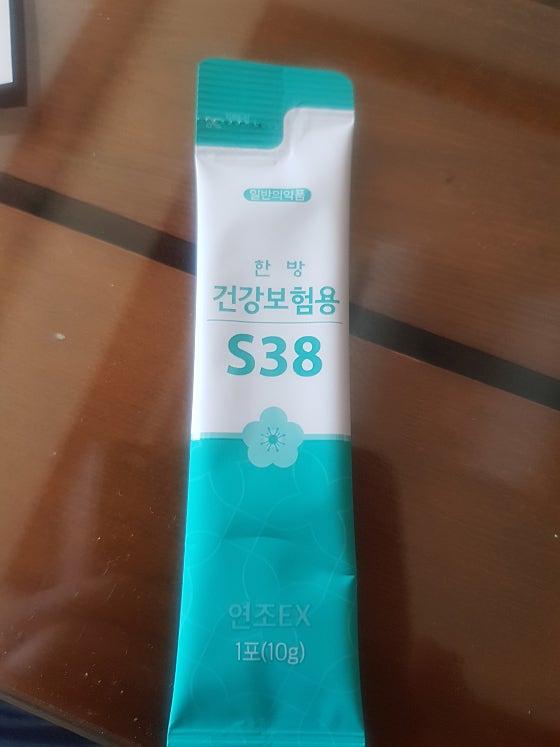 일반의약품
한 방
건강보험용
S38
연조EX
1포(10g)